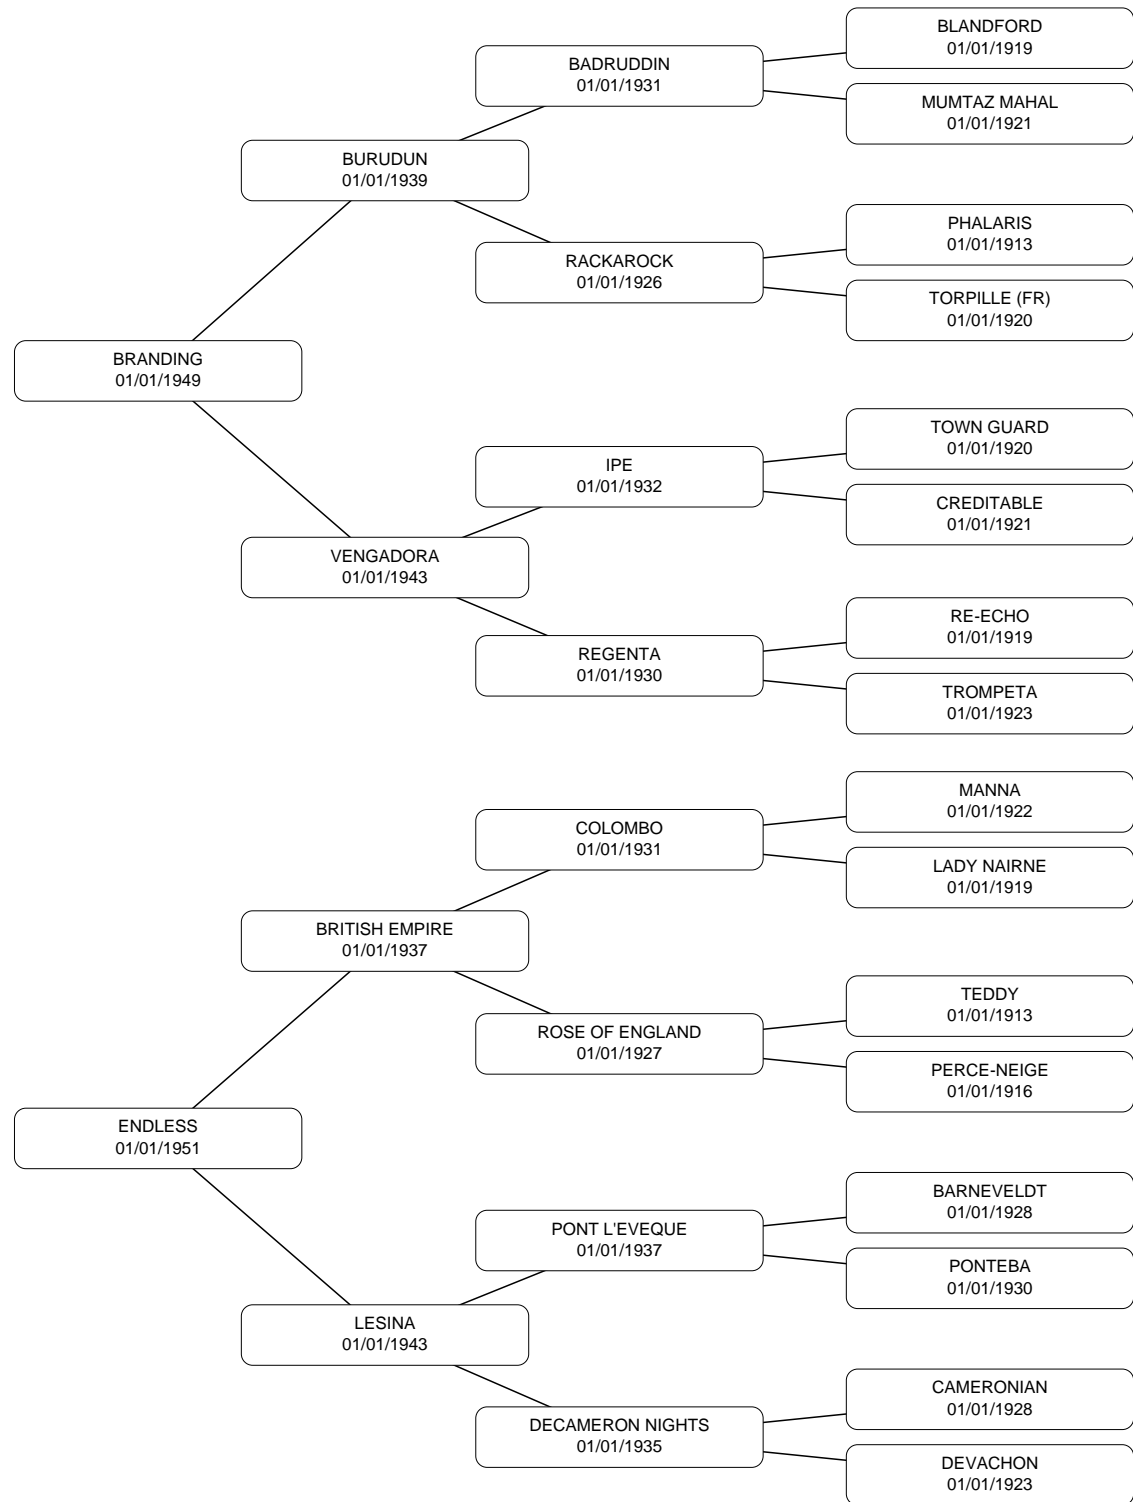 BLANDFORD
01/01/1919
BADRUDDIN
01/01/1931
MUMTAZ MAHAL
01/01/1921
BURUDUN
01/01/1939
PHALARIS
01/01/1913
RACKAROCK
01/01/1926
TORPILLE (FR)
01/01/1920
BRANDING
01/01/1949
TOWN GUARD
01/01/1920
IPE
01/01/1932
CREDITABLE
01/01/1921
VENGADORA
01/01/1943
RE-ECHO
01/01/1919
REGENTA
01/01/1930
TROMPETA
01/01/1923
MANNA
01/01/1922
COLOMBO
01/01/1931
LADY NAIRNE
01/01/1919
BRITISH EMPIRE
01/01/1937
TEDDY
01/01/1913
ROSE OF ENGLAND
01/01/1927
PERCE-NEIGE
01/01/1916
ENDLESS
01/01/1951
BARNEVELDT
01/01/1928
PONT L'EVEQUE
01/01/1937
PONTEBA
01/01/1930
LESINA
01/01/1943
CAMERONIAN
01/01/1928
DECAMERON NIGHTS
01/01/1935
DEVACHON
01/01/1923